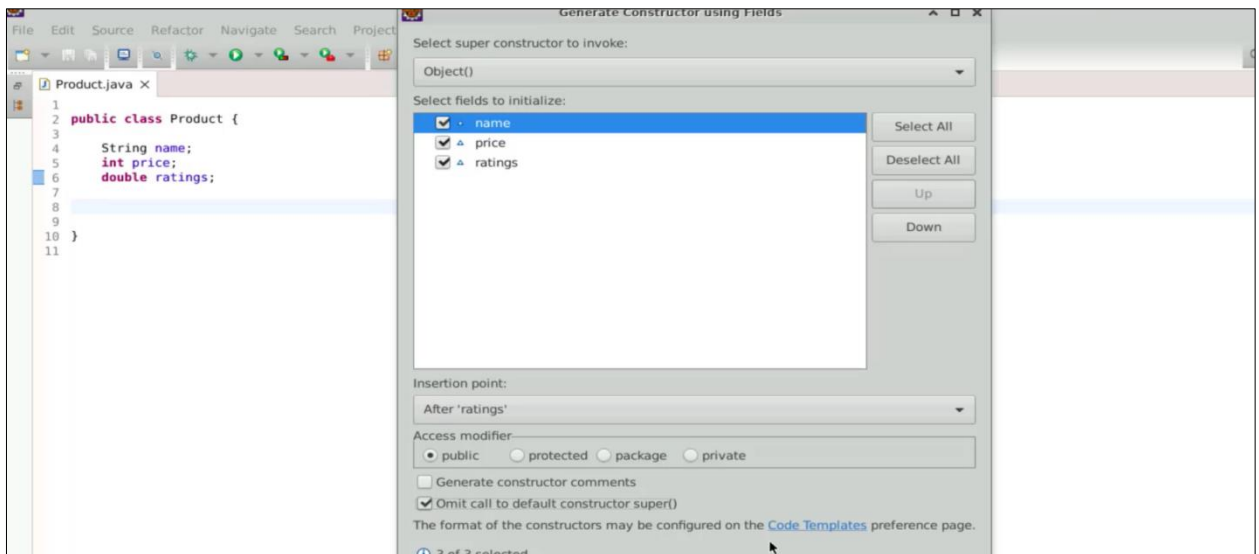 Generate Constructor using Fields
File Edit Source Refactor Navigate Search Project
Select super constructor to invoke:
Object()
Product.java
Select fields to initialize:
name
price
ratings
Select All
Deselect All
Up
Down
1
2 public class Product {
3
4 String name;
5 int price;
6 double ratings;
7
8
9
10 }
11
Insertion point:
After 'ratings'
Access modifier
public protected package private
Generate constructor comments
Omit call to default constructor super()
The format of the constructors may be configured on the Code Templates preference page.
3 of 3 selected